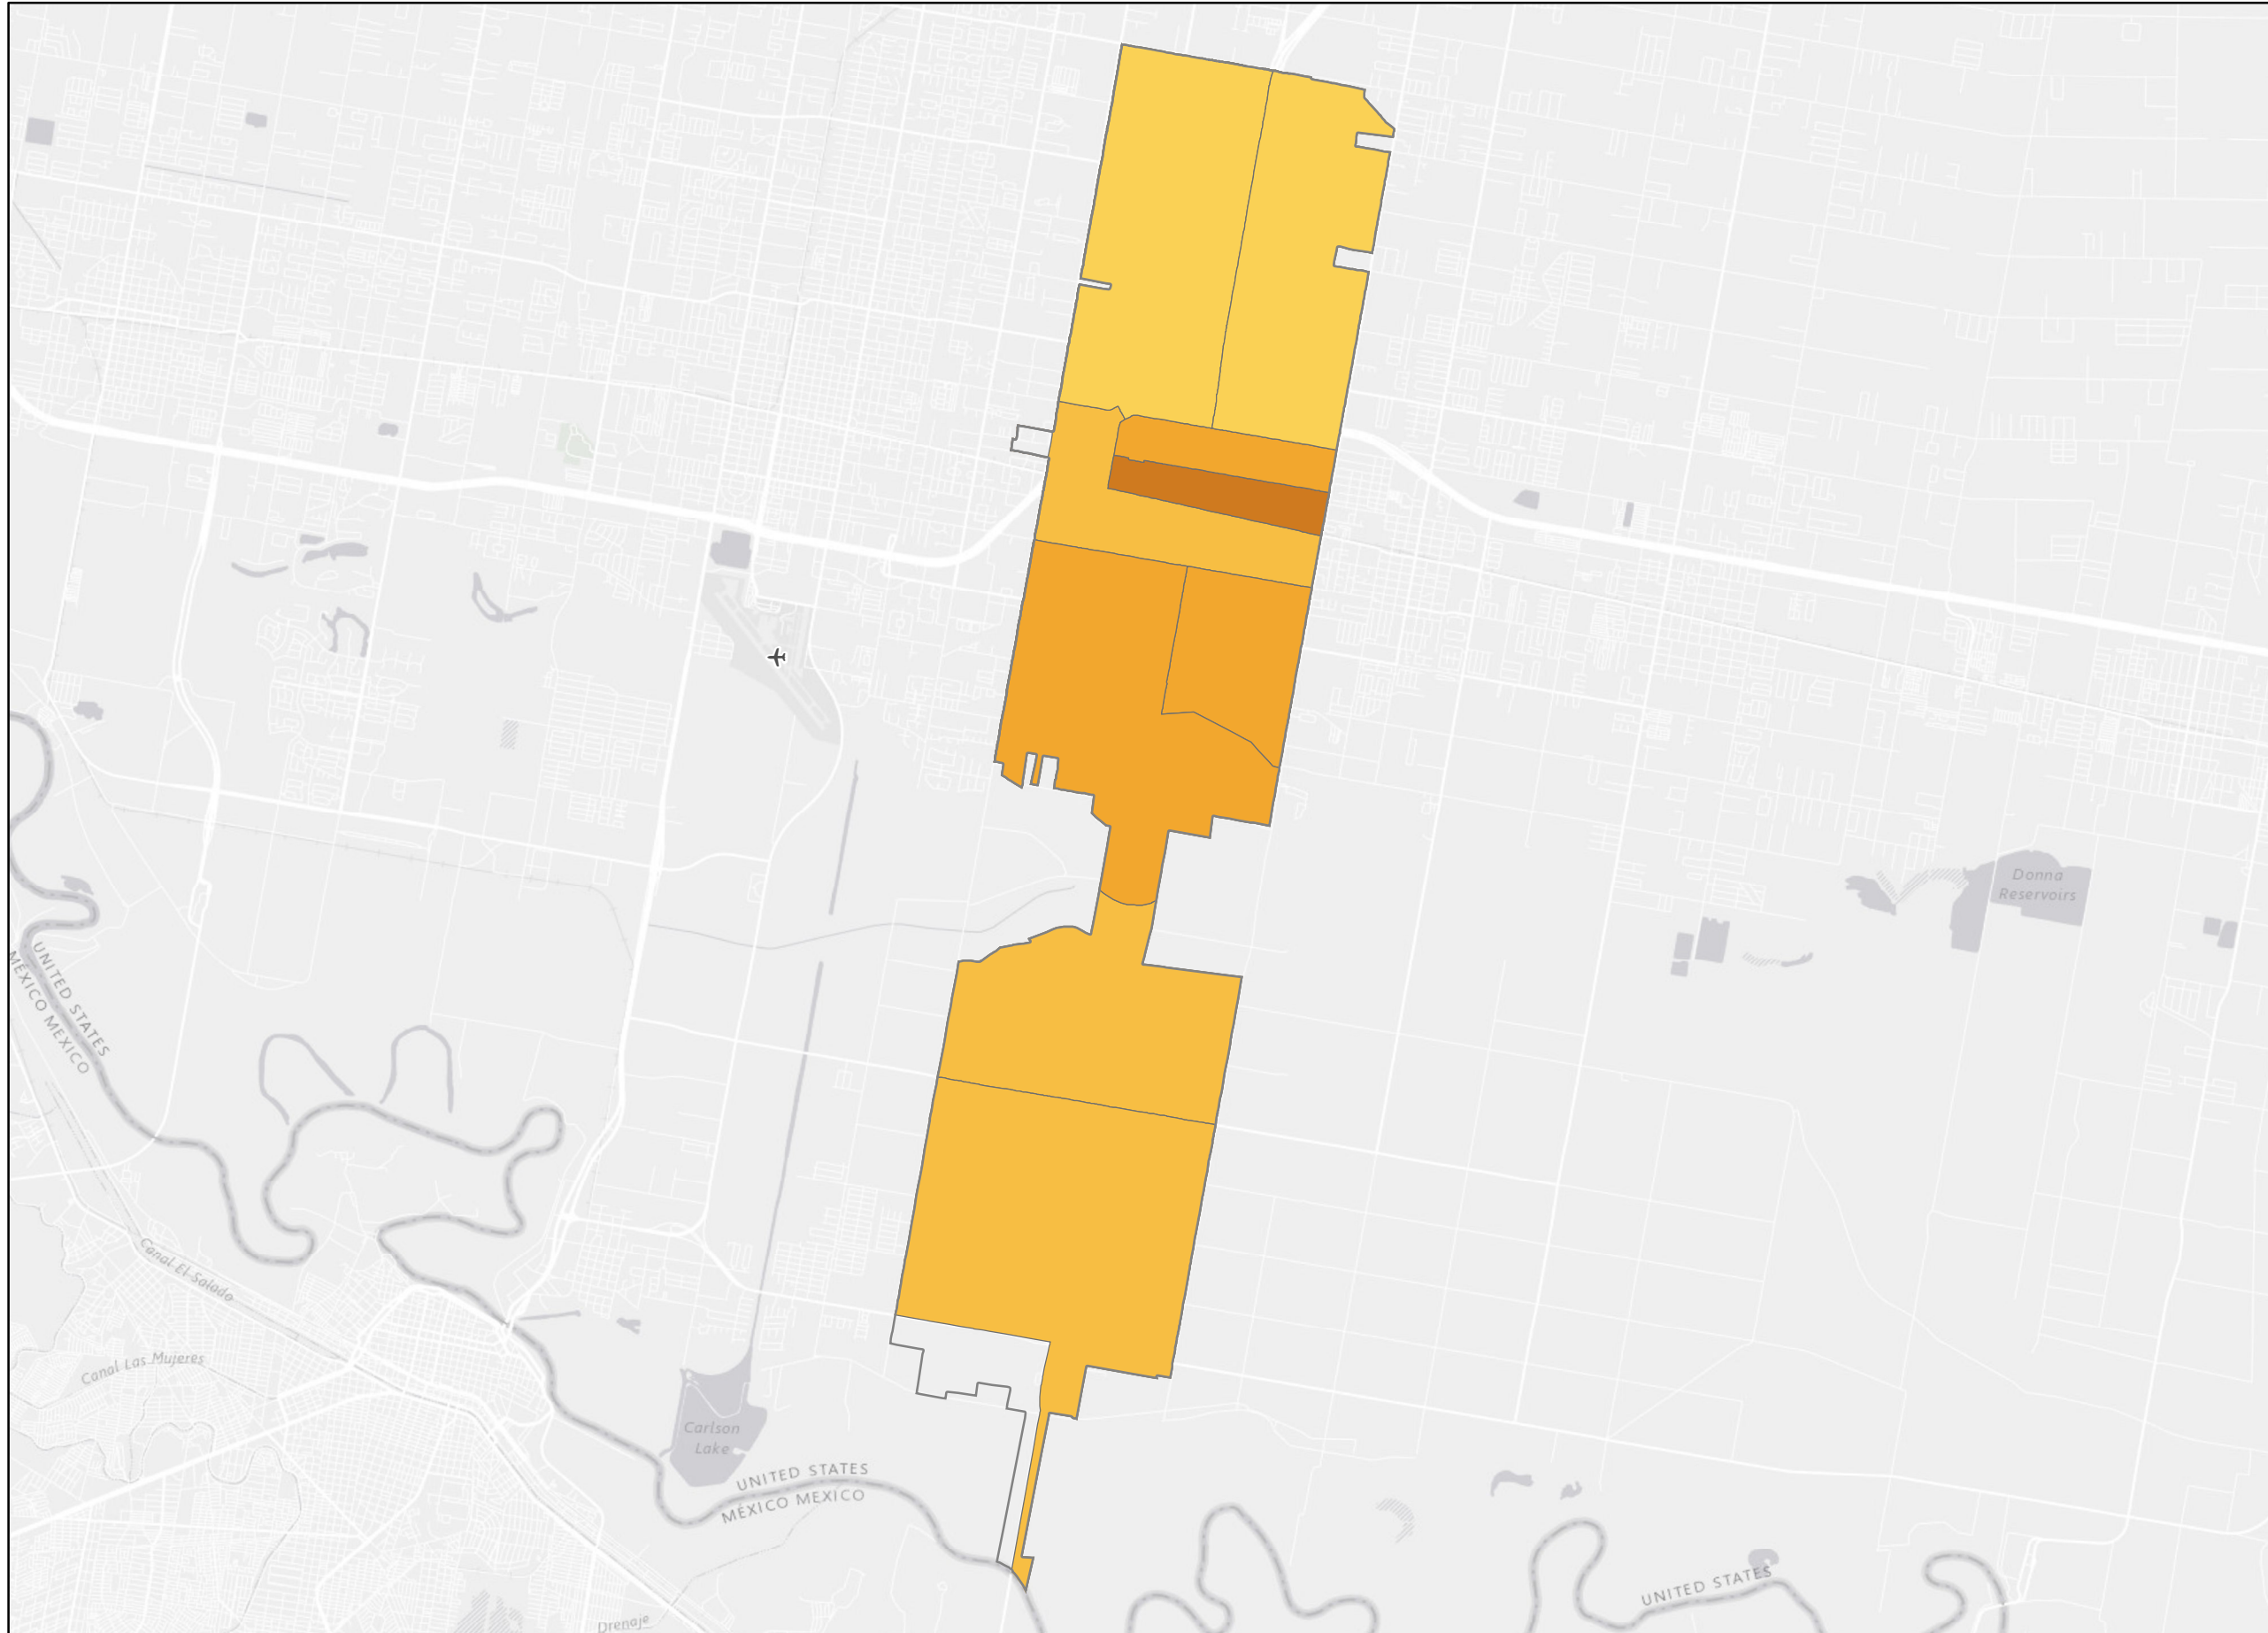 Donna
Reservoirs
UNITED STATES
MÉXICO MEXICO
Canal El Salado
Canal Las Mujeres
Carlson
Lake
UNITED STATES
MÉXICO MEXICO
UNITED STATES
Drenaje